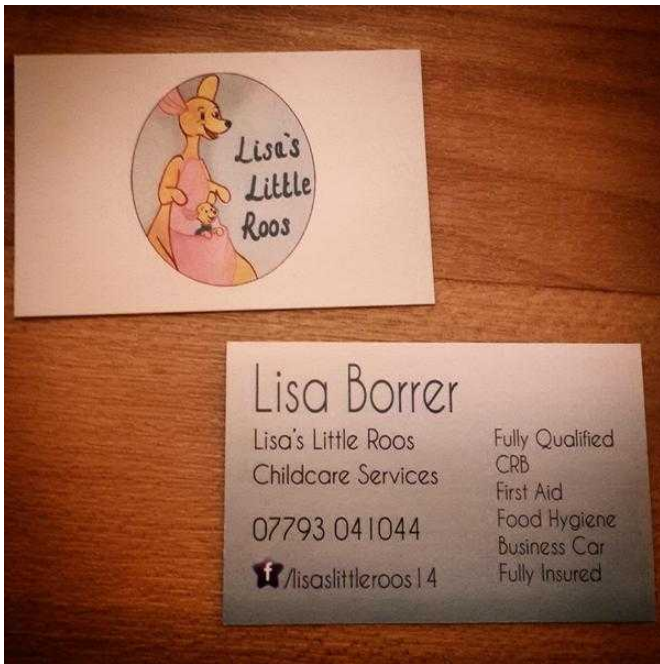 Lisa's
Little
Roos
Lisa Borrer
Lisa's Little Roos
Childcare Services
07793 041044
f/lisaslittleroos14
Fully Qualified
CRB
First Aid
Food Hygiene
Business Car
Fully Insured